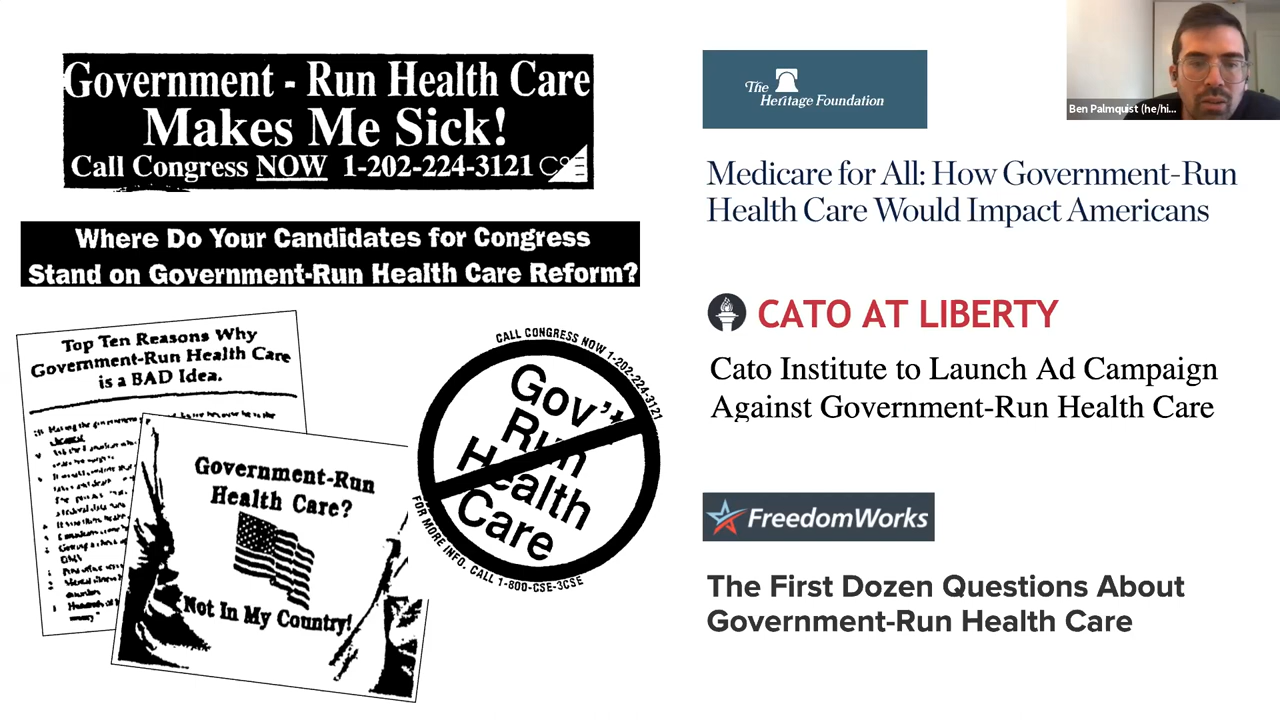 Government - Run Health Care
Makes Me Sick!
Call Congress NOW 1-202-224-3121
Where Do Your Candidates for Congress
Stand on Government-Run Health Care Reform?
Top Ten Reasons Why
Government-Run Health Care
is a BAD Idea.
Government-Run
Health Care?
Not In My Country!
CALL CONGRESS NOW 1-202-224-3121
Gov't
Run
Health
Care
FOR MORE INFO. CALL 1-800-CSE-3CSE
The
Heritage Foundation
Medicare for All: How Government-Run
Health Care Would Impact Americans
CATO AT LIBERTY
Cato Institute to Launch Ad Campaign
Against Government-Run Health Care
FreedomWorks
The First Dozen Questions About
Government-Run Health Care
Ben Palmquist (he/hi...